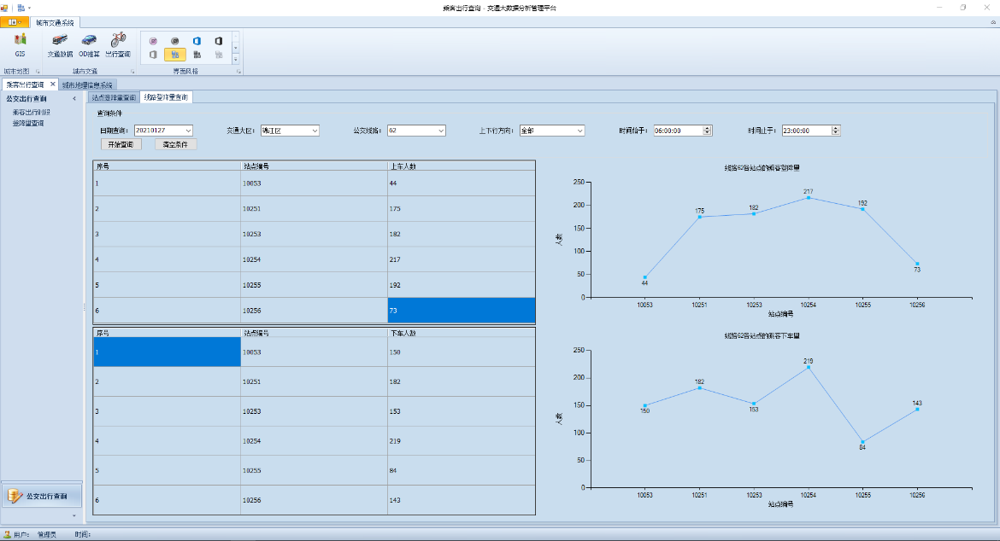 乘客出行查询 - 交通大数据分析管理平台
城市交通系统
GIS
交通数据 OD推算 出行查询
城市地图 城市交通 界面风格
乘客出行查询 城市地理信息系统
公交出行查询
乘客出行时段
登降量查询
站点登降量查询 线路登降量查询
查询条件
日期查询: 20210127 交通大区: 锦江区 公交线路: 62 上下行方向: 全部 时间始于: 06:00:00 时间止于: 23:00:00
开始查询 清空条件
序号 站点编号 上车人数
1 10053 44
2 10251 175
3 10253 182
4 10254 217
5 10255 192
6 10256 73
序号 站点编号 下车人数
1 10053 150
2 10251 182
3 10253 153
4 10254 219
5 10255 84
6 10256 143
线路62各站点的乘客登降量
250
200
150
100
50
0
人数
44 175 182 217 192 73
10053 10251 10253 10254 10255 10256
站点编号
线路62各站点的乘客下车量
250
200
150
100
50
0
人数
150 182 153 219 84 143
10053 10251 10253 10254 10255 10256
站点编号
公交出行查询
用户: 管理员 时间: